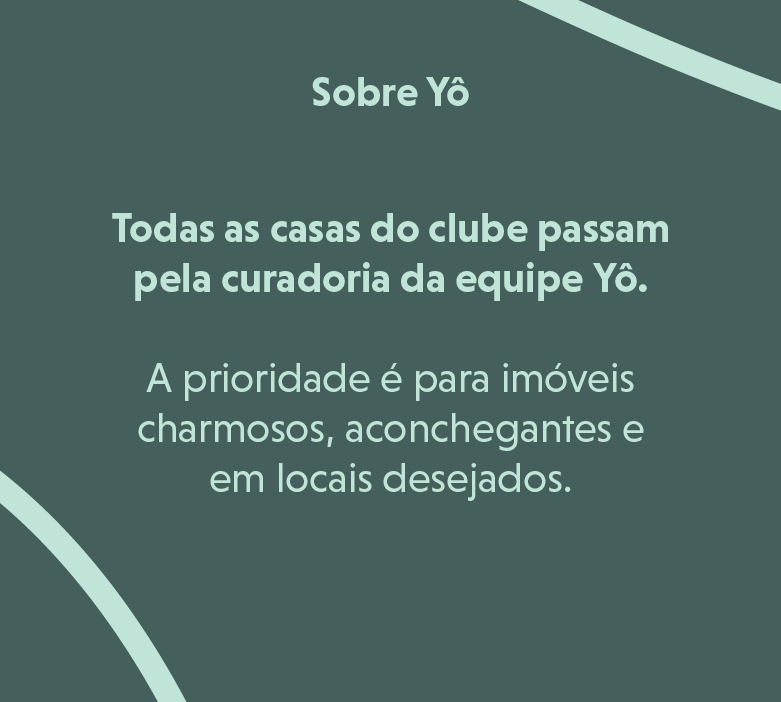 Sobre Yô
Todas as casas do clube passam
pela curadoria da equipe Yô.
A prioridade é para imóveis
charmosos, aconchegantes e
em locais desejados.